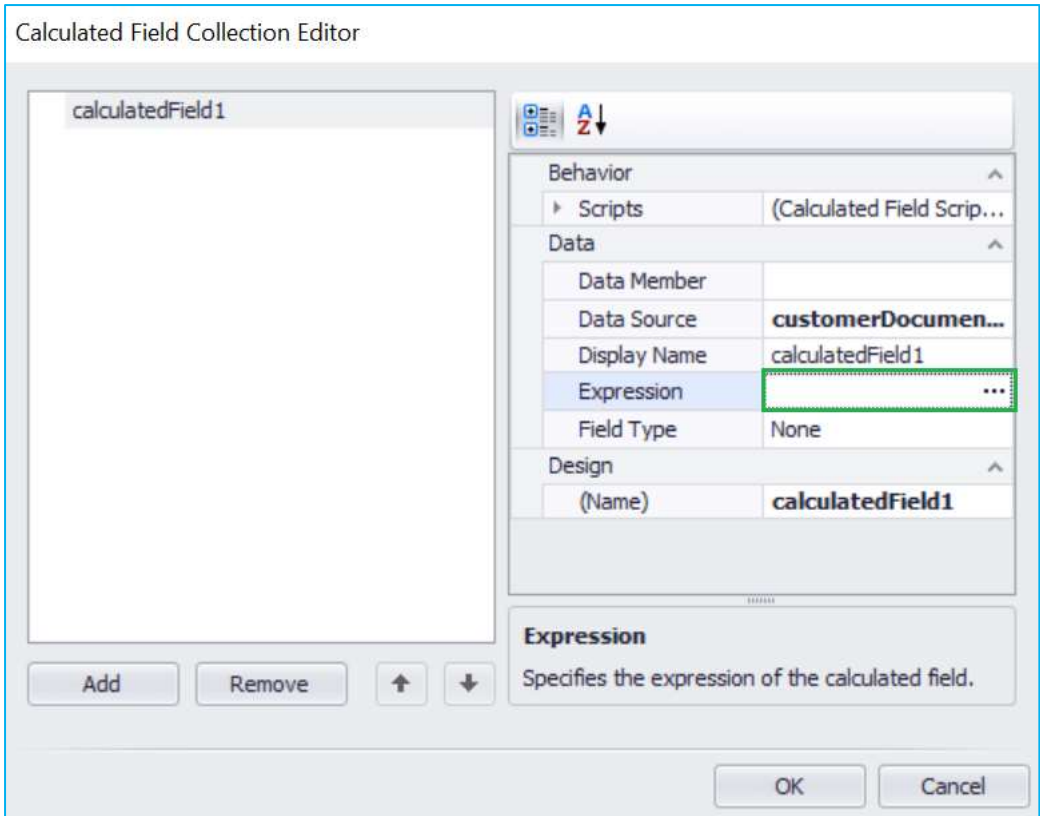 Calculated Field Collection Editor
calculatedField1
A
Z
Behavior
Scripts (Calculated Field Scrip...
Data
Data Member
Data Source customerDocumen...
Display Name calculatedField1
Expression ...
Field Type None
Design
(Name) calculatedField1
Expression
Specifies the expression of the calculated field.
Add Remove
OK Cancel